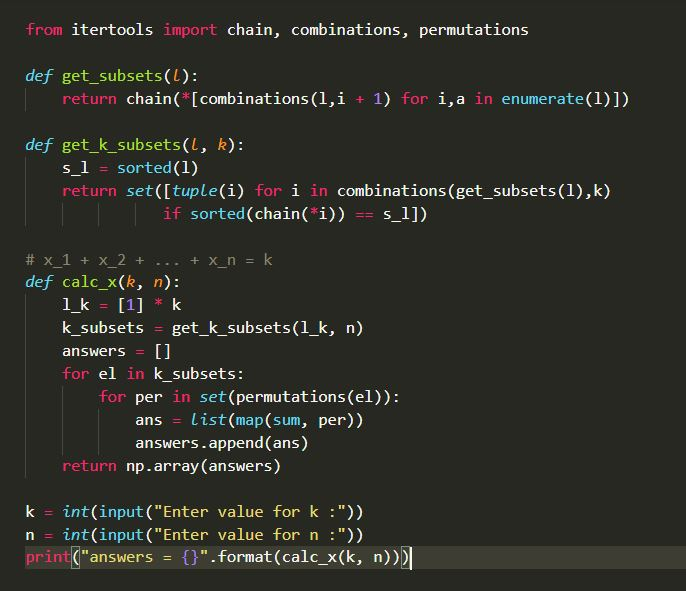 from itertools import chain, combinations, permutations
def get_subsets(l):
return chain(*[combinations(l,i + 1) for i,a in enumerate(l)])
def get_k_subsets(l, k):
s_l = sorted(l)
return set([tuple(i) for i in combinations(get_subsets(l),k)
if sorted(chain(*i)) == s_l])
# x_1 + x_2 + ... + x_n = k
def calc_x(k, n):
l_k = [1] * k
k_subsets = get_k_subsets(l_k, n)
answers = []
for el in k_subsets:
for per in set(permutations(el)):
ans = list(map(sum, per))
answers.append(ans)
return np.array(answers)
k = int(input("Enter value for k :"))
n = int(input("Enter value for n :"))
print("answers = {}".format(calc_x(k, n)))